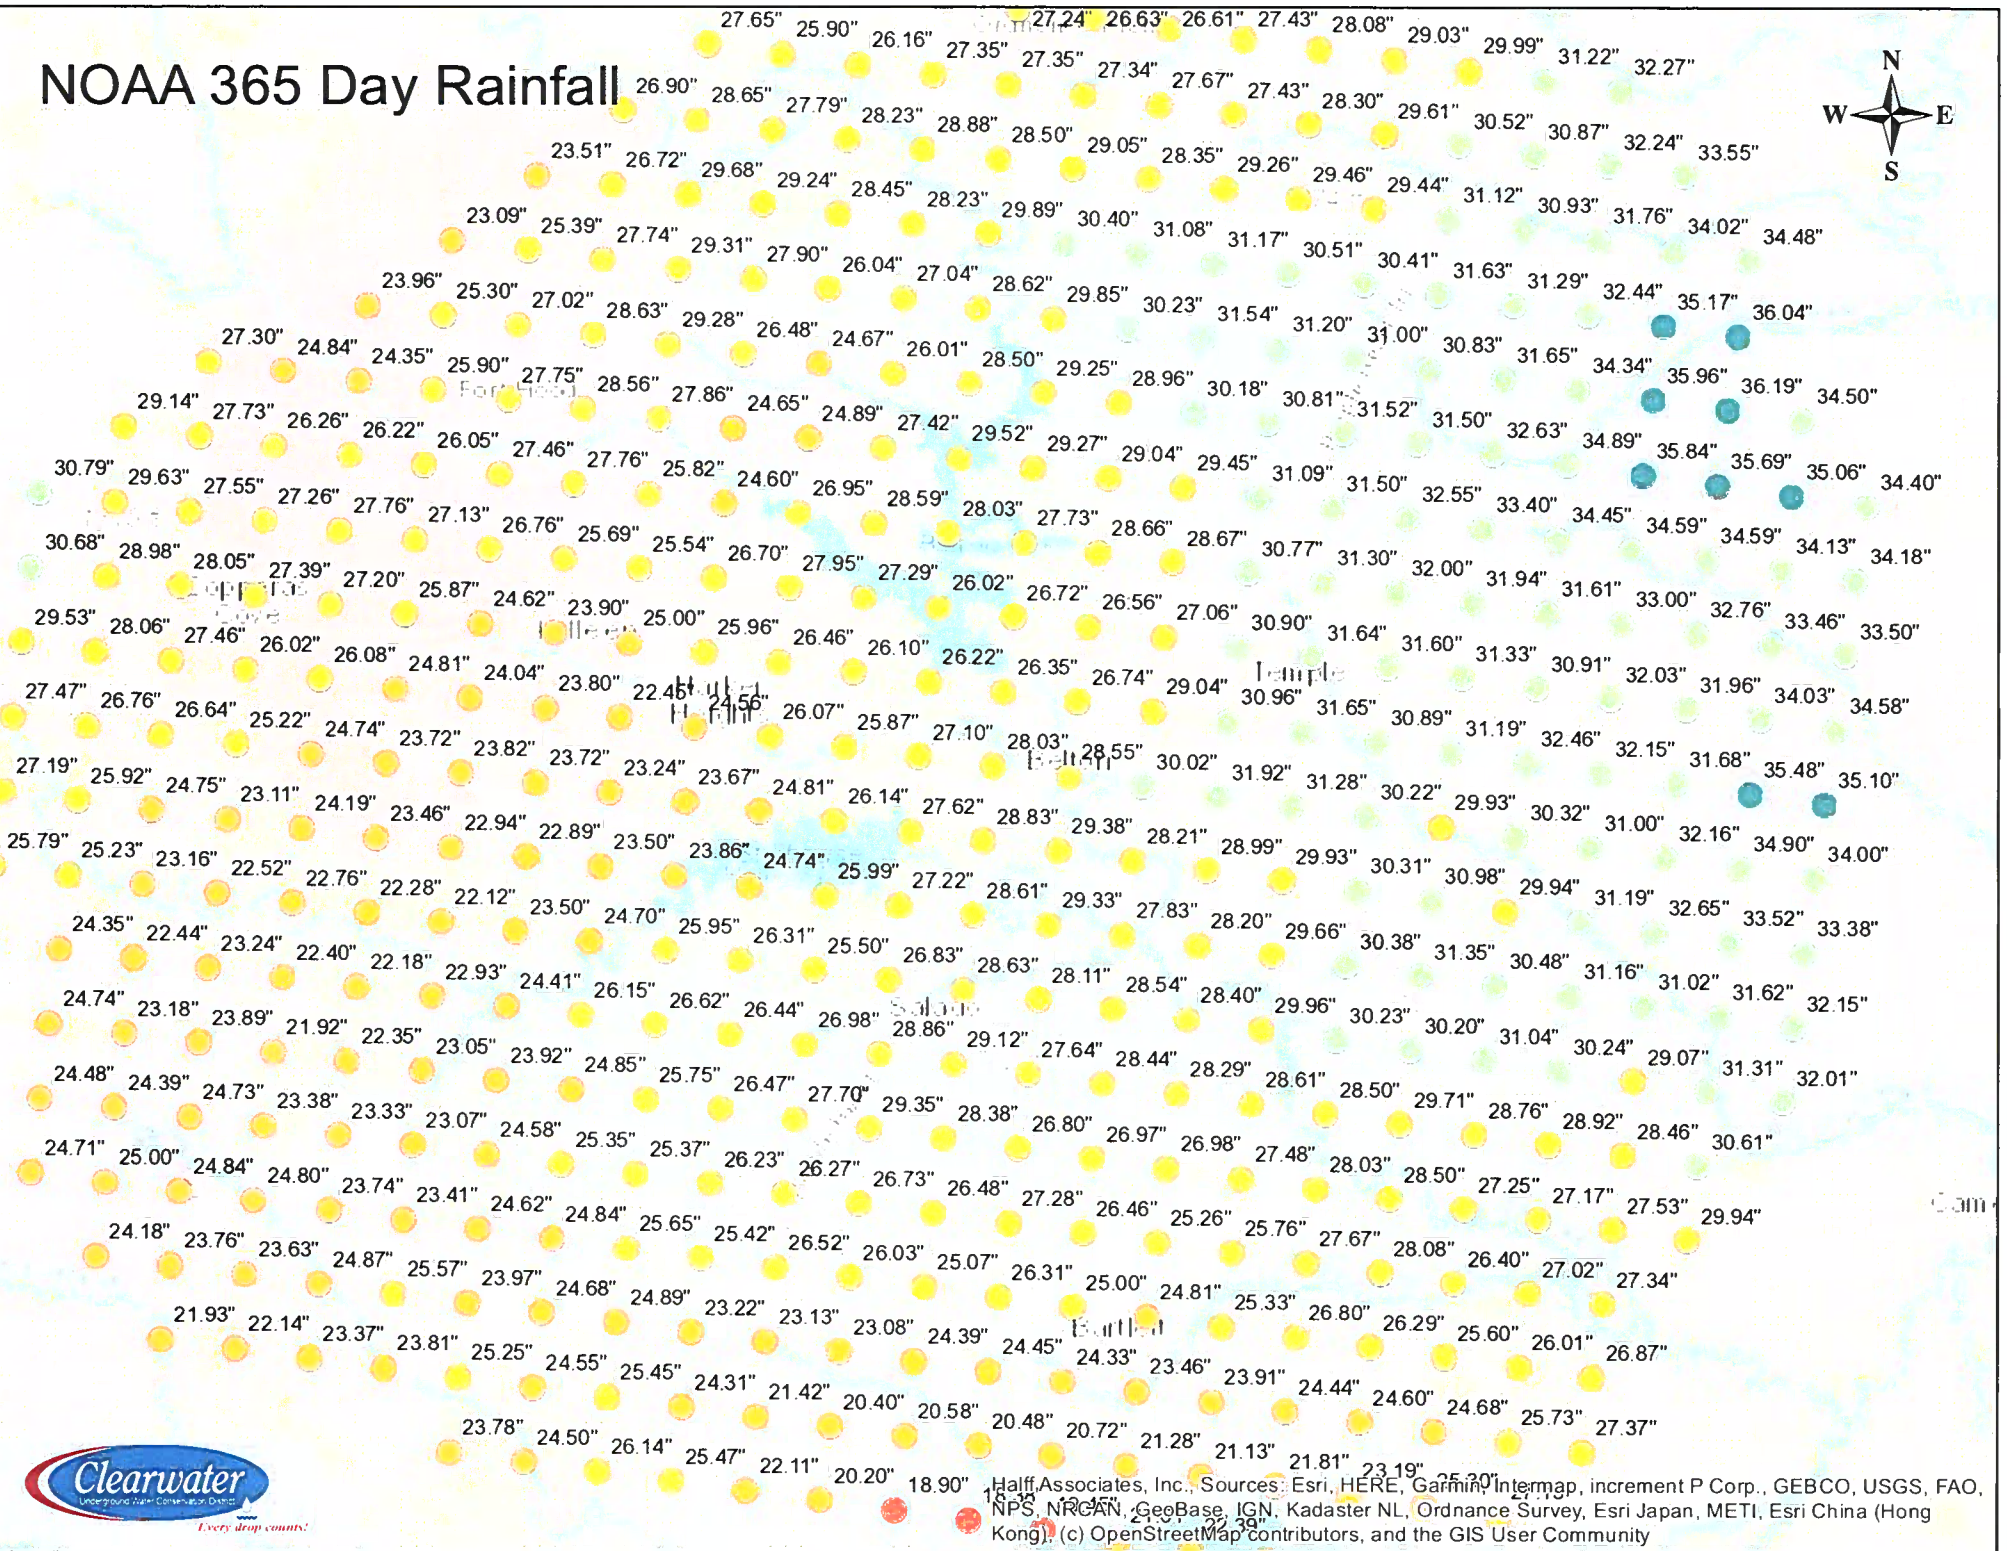 NOAA 365 Day Rainfall
N
W E
S
27.24" 26.63" 26.61" 27.43" 28.08" 29.03" 29.99" 31.22" 32.27"
27.65" 25.90" 26.16" 27.35" 27.35" 27.34" 27.67" 27.43" 28.30" 29.61" 30.52" 30.87" 32.24" 33.55"
26.90" 28.65" 27.79" 28.23" 28.88" 28.50" 29.05" 28.35" 29.26" 29.46" 29.44" 31.12" 30.93" 31.76" 34.02" 34.48"
23.51" 26.72" 29.68" 29.24" 28.45" 28.23" 29.89" 30.40" 31.08" 31.17" 30.51" 30.41" 31.63" 31.29" 32.44" 35.17" 36.04"
23.09" 25.39" 27.74" 29.31" 27.90" 26.04" 27.04" 28.62" 29.85" 30.23" 31.54" 31.20" 31.00" 30.83" 31.65" 34.34" 35.96" 36.19" 34.50"
23.96" 25.30" 27.02" 28.63" 29.28" 26.48" 24.67" 26.01" 28.50" 29.25" 28.96" 30.18" 30.81" 31.52" 31.50" 32.63" 34.89" 35.84" 35.69" 35.06" 34.40"
27.30" 24.84" 24.35" 25.90" 27.75" 28.56" 27.86" 24.65" 24.89" 27.42" 29.52" 29.27" 29.04" 29.45" 31.09" 31.50" 32.55" 33.40" 34.45" 34.59" 34.59" 34.13" 34.18"
Fort Hood
29.14" 27.73" 26.26" 26.22" 26.05" 27.46" 27.76" 25.82" 24.60" 26.95" 28.59" 28.03" 27.73" 28.66" 28.67" 30.77" 31.30" 32.00" 31.94" 31.61" 33.00" 32.76" 33.46" 33.50"
30.79" 29.63" 27.55" 27.26" 27.76" 27.13" 26.76" 25.69" 25.54" 26.70" 27.95" 27.29" 26.02" 26.72" 26.56" 27.06" 30.90" 31.64" 31.60" 31.33" 30.91" 32.03" 31.96" 34.03" 34.58"
30.68" 28.98" 28.05" 27.39" 27.20" 25.87" 24.62" 23.90" 25.00" 25.96" 26.46" 26.10" 26.22" 26.35" 26.74" 29.04" 30.96" 31.65" 30.89" 31.19" 32.46" 32.15" 31.68" 35.48" 35.10"
Temple
29.53" 28.06" 27.46" 26.02" 26.08" 24.81" 24.04" 23.80" 22.45" 24.56" 26.07" 25.87" 27.10" 28.03" 28.55" 30.02" 31.92" 31.28" 30.22" 29.93" 30.32" 31.00" 32.16" 34.90" 34.00"
Belton
27.47" 26.76" 26.64" 25.22" 24.74" 23.72" 23.82" 23.72" 23.24" 23.67" 24.81" 26.14" 27.62" 28.83" 29.38" 28.21" 28.99" 29.93" 30.31" 30.98" 29.94" 31.19" 32.65" 33.52" 33.38"
27.19" 25.92" 24.75" 23.11" 24.19" 23.46" 22.94" 22.89" 23.50" 23.86" 24.74" 25.99" 27.22" 28.61" 29.33" 27.83" 28.20" 29.66" 30.38" 31.35" 30.48" 31.16" 31.02" 31.62" 32.15"
25.79" 25.23" 23.16" 22.52" 22.76" 22.28" 22.12" 23.50" 24.70" 25.95" 26.31" 25.50" 26.83" 28.63" 28.11" 28.54" 28.40" 29.96" 30.23" 30.20" 31.04" 30.24" 29.07" 31.31" 32.01"
Salado
24.35" 22.44" 23.24" 22.40" 22.18" 22.93" 24.41" 26.15" 26.62" 26.44" 26.98" 28.86" 29.12" 27.64" 28.44" 28.29" 28.61" 28.50" 29.71" 28.76" 28.92" 28.46" 30.61"
24.74" 23.18" 23.89" 21.92" 22.35" 23.05" 23.92" 24.85" 25.75" 26.47" 27.70" 29.35" 28.38" 26.80" 26.97" 26.98" 27.48" 28.03" 28.50" 27.25" 27.17" 27.53" 29.94"
24.48" 24.39" 24.73" 23.38" 23.33" 23.07" 24.58" 25.35" 25.37" 26.23" 26.27" 26.73" 26.48" 27.28" 26.46" 25.26" 25.76" 27.67" 28.08" 26.40" 27.02" 27.34"
24.71" 25.00" 24.84" 24.80" 23.74" 23.41" 24.62" 24.84" 25.65" 25.42" 26.52" 26.03" 25.07" 26.31" 25.00" 24.81" 25.33" 26.80" 26.29" 25.60" 26.01" 26.87"
Bartlett
24.18" 23.76" 23.63" 24.87" 25.57" 23.97" 24.68" 24.89" 23.22" 23.13" 23.08" 24.39" 24.45" 24.33" 23.46" 23.91" 24.44" 24.60" 24.68" 25.73" 27.37"
21.93" 22.14" 23.37" 23.81" 25.25" 24.55" 25.45" 24.31" 21.42" 20.40" 20.58" 20.48" 20.72" 21.28" 21.13" 21.81" 23.19"
23.78" 24.50" 26.14" 25.47" 22.11" 20.20" 18.90"
Clearwater
Underground Water Conservation District
Every drop counts!
Halff Associates, Inc., Sources: Esri, HERE, Garmin, Intermap, increment P Corp., GEBCO, USGS, FAO,
NPS, NRCAN, GeoBase, IGN, Kadaster NL, Ordnance Survey, Esri Japan, METI, Esri China (Hong
Kong), (c) OpenStreetMap contributors, and the GIS User Community